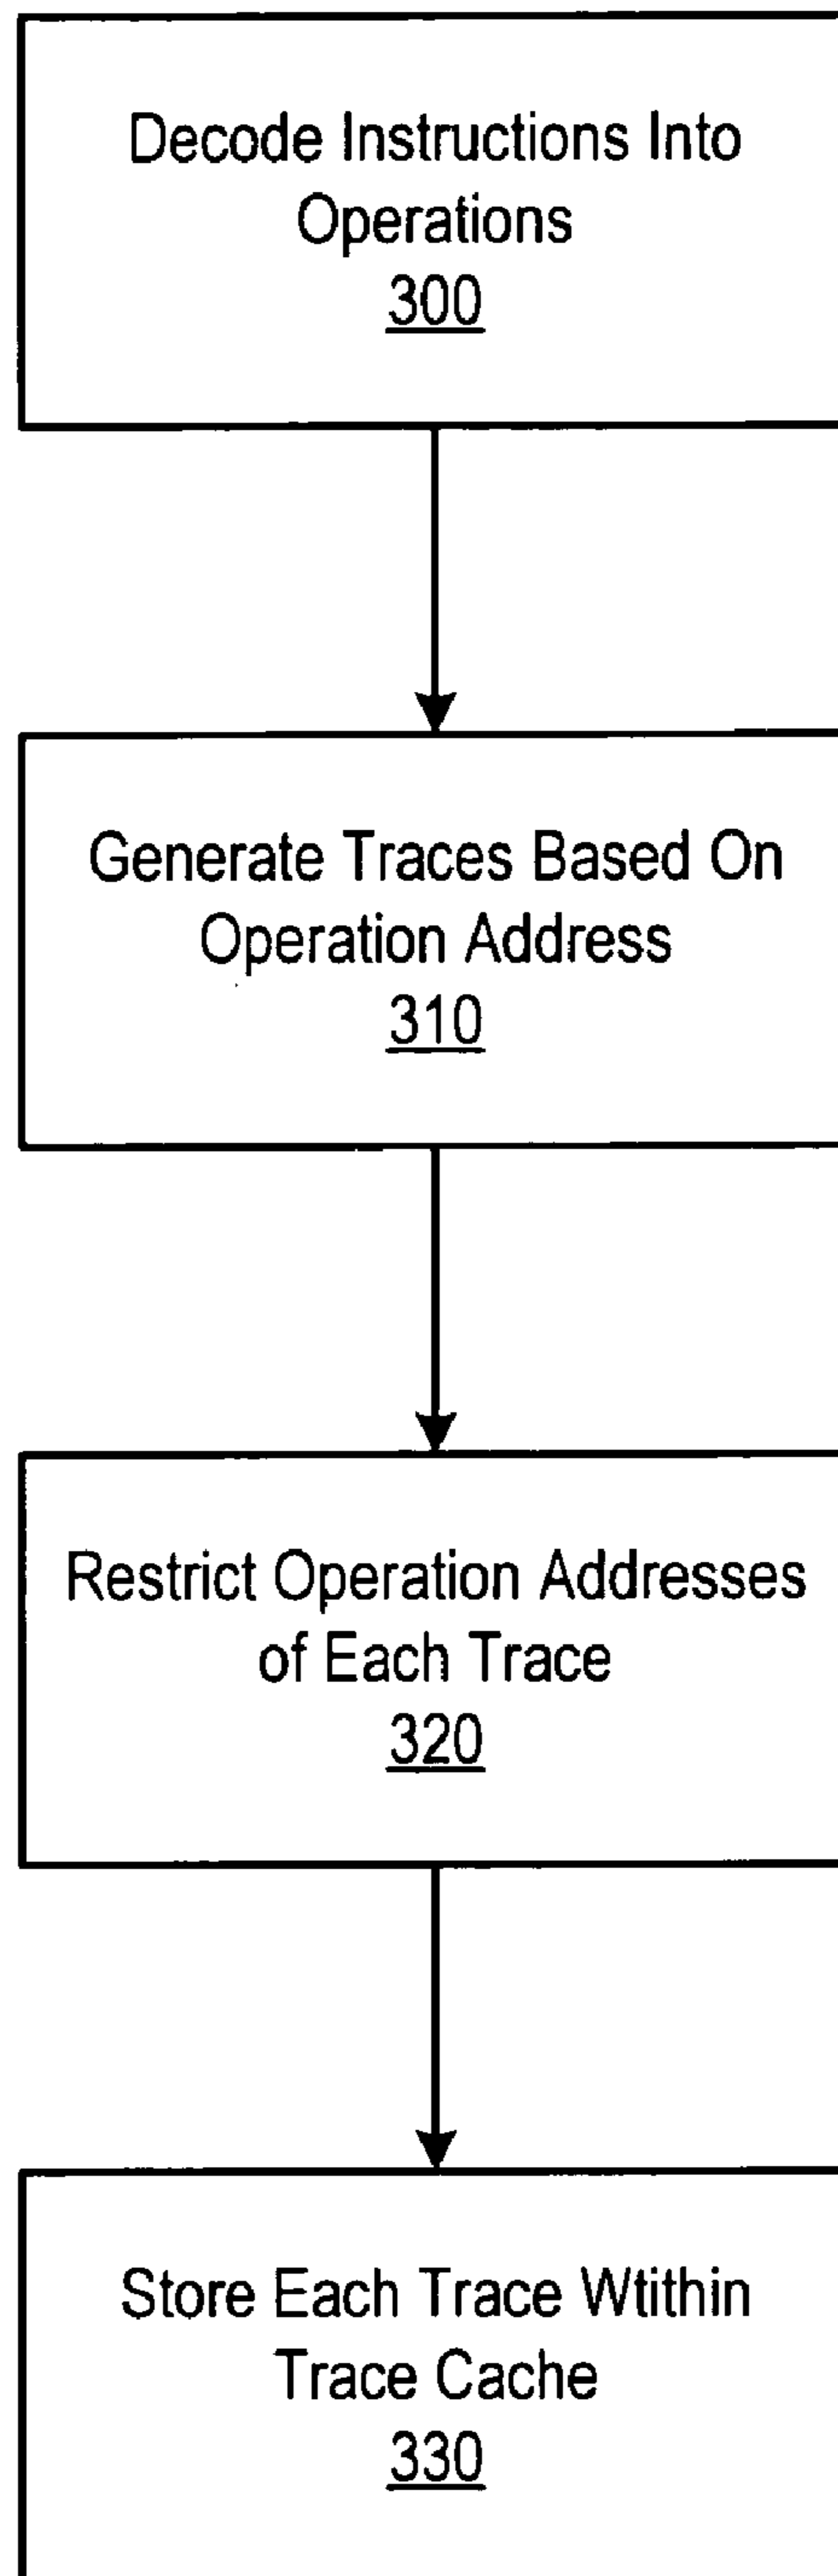 Decode Instructions Into
Operations
300
Generate Traces Based On
Operation Address
310
Restrict Operation Addresses
of Each Trace
320
Store Each Trace Wtithin
Trace Cache
330